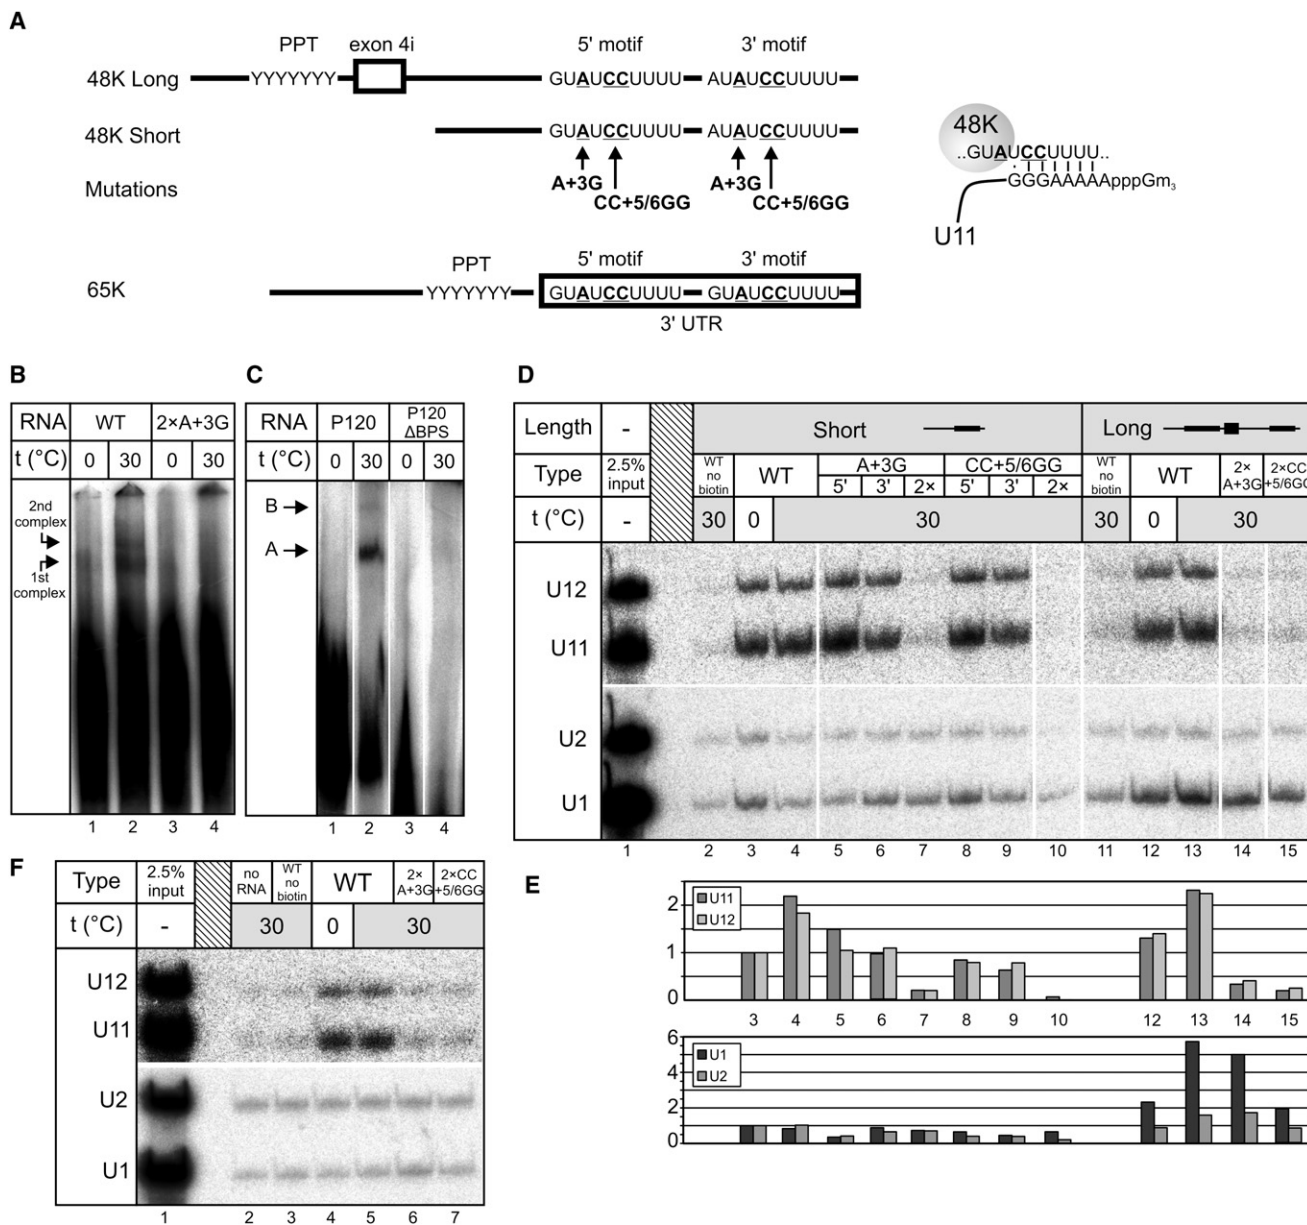 A
PPT exon 4i 5' motif 3' motif
48K Long YYYYYYY GUAUCCUUUU AUAUCCUUUU
48K Short GUAUCCUUUU AUAUCCUUUU
Mutations A+3G CC+5/6GG A+3G CC+5/6GG
48K
..GUAUCCUUUU..
GGGAAAAApppGm3
U11
PPT 5' motif 3' motif
65K YYYYYYY GUAUCCUUUU GUAUCCUUUU
3' UTR
B
RNA WT 2×A+3G
t (°C) 0 30 0 30
2nd complex
1st complex
1 2 3 4
C
RNA P120 P120 ΔBPS
t (°C) 0 30 0 30
B
A
1 2 3 4
D
Length - Short Long
Type 2.5% input WT no biotin WT A+3G 5' 3' 2× CC+5/6GG 5' 3' 2× WT no biotin WT 2× A+3G 2×CC +5/6GG
t (°C) - 30 0 30 30 0 30
U12
U11
U2
U1
1 2 3 4 5 6 7 8 9 10 11 12 13 14 15
F
Type 2.5% input no RNA WT no biotin WT 2× A+3G 2×CC +5/6GG
t (°C) - 30 0 30
U12
U11
U2
U1
1 2 3 4 5 6 7
E
U11
U12
2
1
0
3 4 5 6 7 8 9 10 12 13 14 15
U1
U2
6
4
2
0